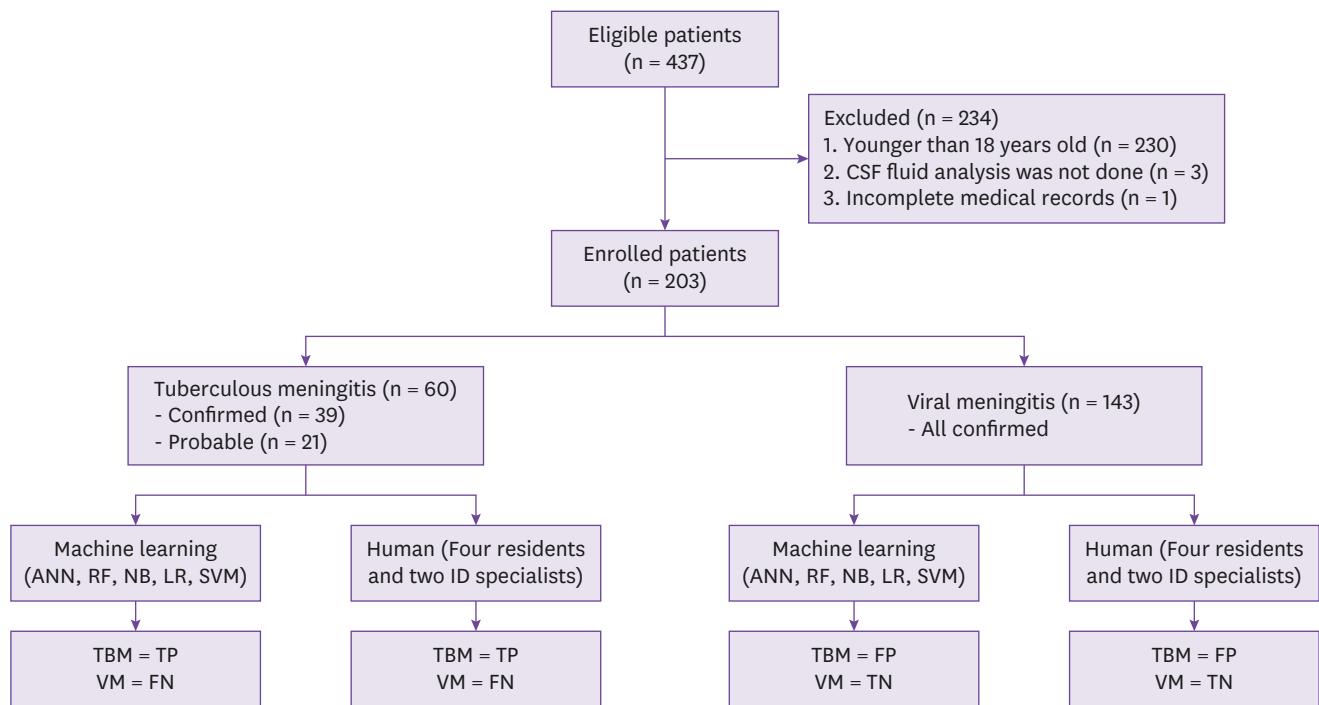 Eligible patients
(n = 437)
Excluded (n = 234)
1. Younger than 18 years old (n = 230)
2. CSF fluid analysis was not done (n = 3)
3. Incomplete medical records (n = 1)
Enrolled patients
(n = 203)
Tuberculous meningitis (n = 60)
- Confirmed (n = 39)
- Probable (n = 21)
Viral meningitis (n = 143)
- All confirmed
Machine learning
(ANN, RF, NB, LR, SVM)
Human (Four residents
and two ID specialists)
Machine learning
(ANN, RF, NB, LR, SVM)
Human (Four residents
and two ID specialists)
TBM = TP
VM = FN
TBM = TP
VM = FN
TBM = FP
VM = TN
TBM = FP
VM = TN